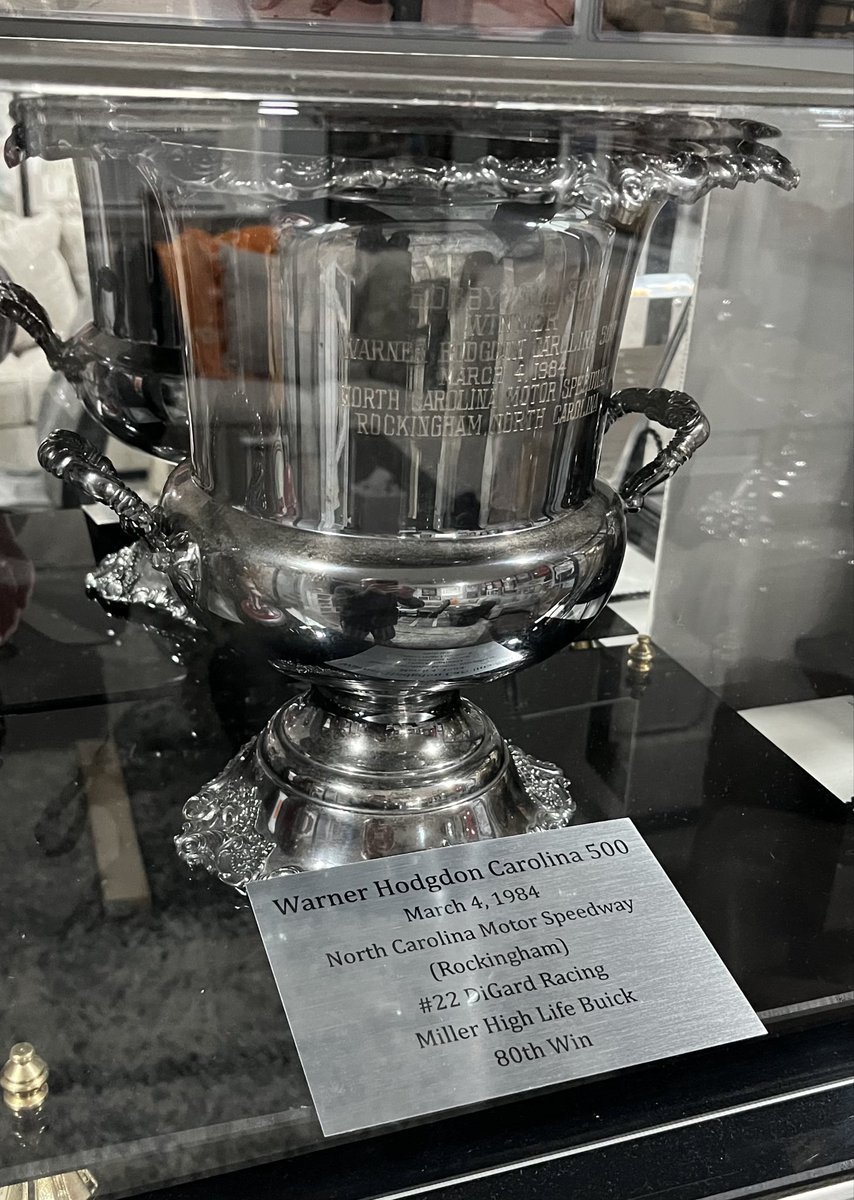 WINNER
WARNER HODGDON CAROLINA
MARCH 4, 1984
NORTH CAROLINA MOTOR SPEEDWAY
ROCKINGHAM, NORTH CAROLINA
Warner Hodgdon Carolina 500
March 4, 1984
North Carolina Motor Speedway
(Rockingham)
#22 DiGard Racing
Miller High Life Buick
80th Win